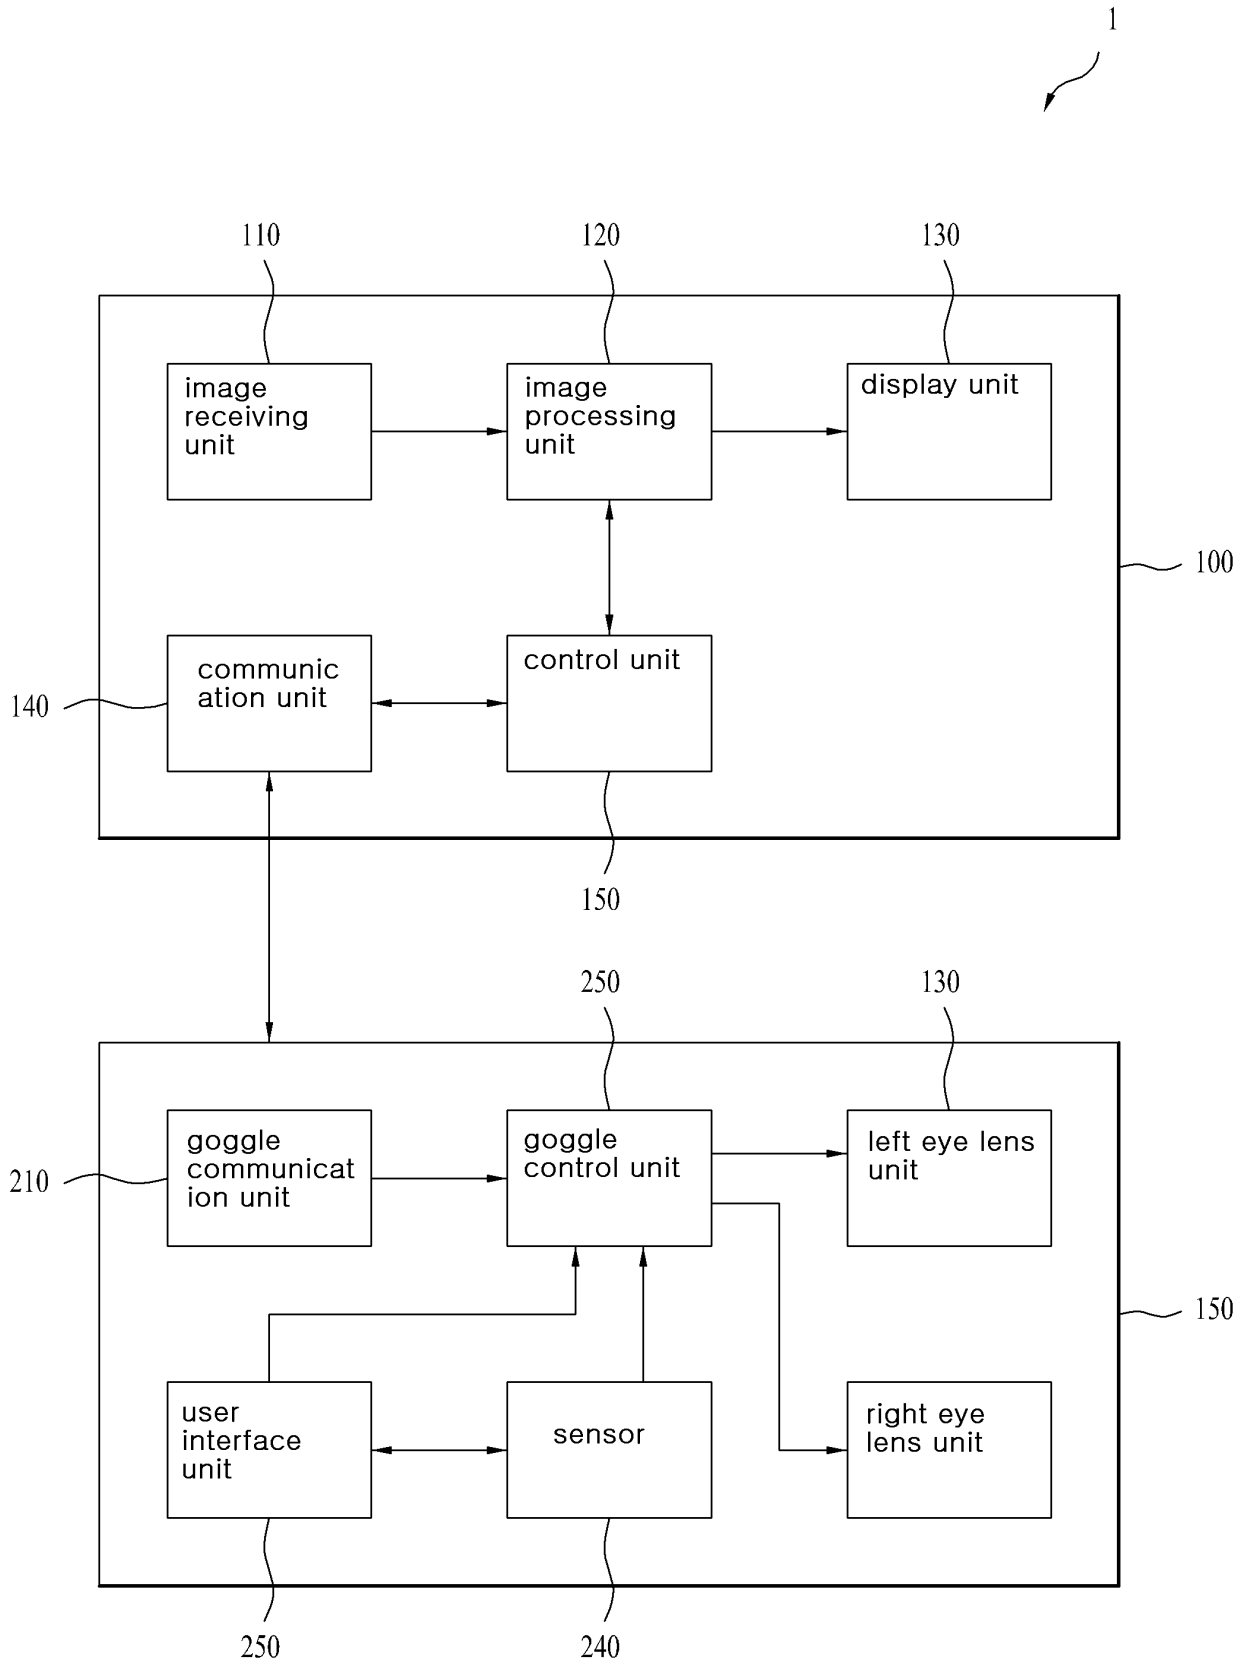 1
110
120
130
image
receiving
unit
image
processing
unit
display unit
100
communic
ation unit
control unit
140
150
250
130
goggle
communicat
ion unit
goggle
control unit
left eye lens
unit
210
150
user
interface
unit
sensor
right eye
lens unit
250
240